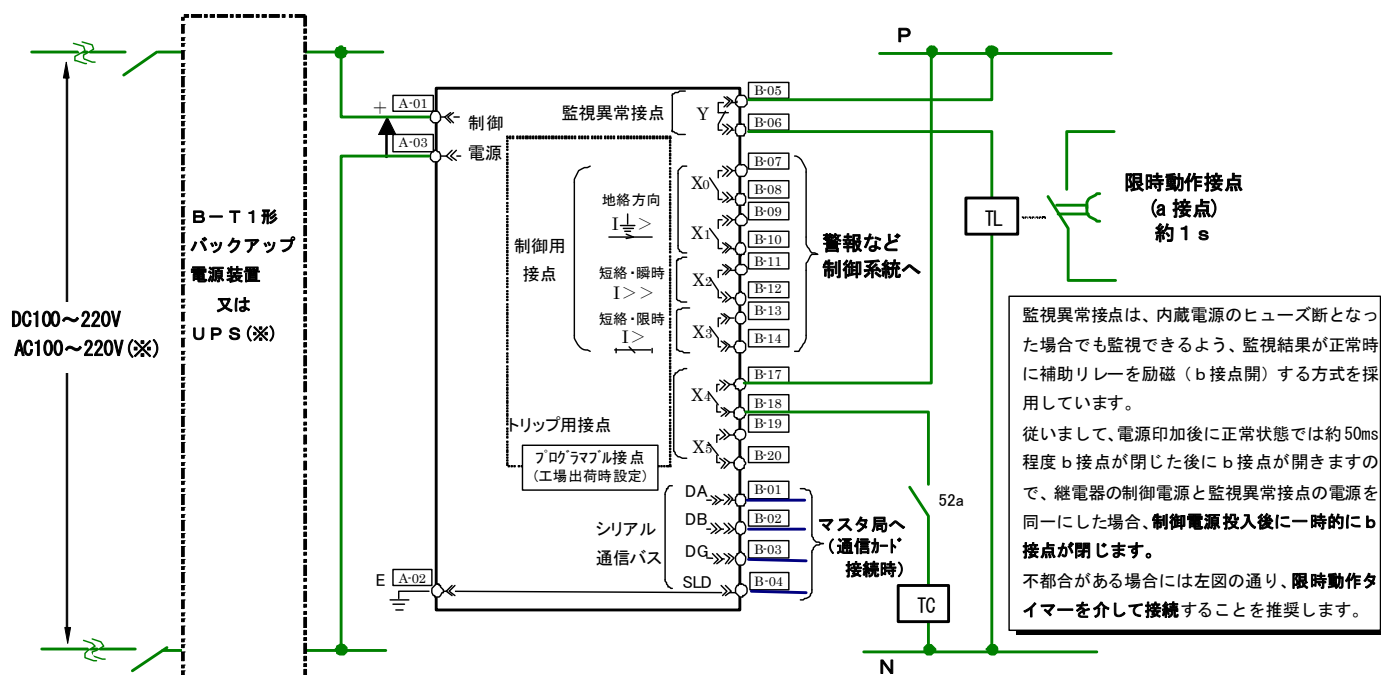 P
B-05
B-06
監視異常接点
Y
A-01
+
制御
A-03
電源
B-07
B-08
B-09
B-10
B-11
B-12
B-13
B-14
X0
X1
X2
X3
地絡方向
I>
制御用
接点
短絡・瞬時
I>>
短絡・限時
I>
警報など
制御系統へ
B-T1形
バックアップ
電源装置
又は
UPS(※)
DC100~220V
AC100~220V(※)
TL
限時動作接点
(a 接点)
約1s
B-17
B-18
B-19
B-20
X4
X5
トリップ用接点
プログラマブル接点
(工場出荷時設定)
DA
DB
DG
SLD
B-01
B-02
B-03
B-04
シリアル
通信バス
マスタ局へ
(通信カード
接続時)
E
A-02
52a
TC
N
監視異常接点は、内蔵電源のヒューズ断となっ
た場合でも監視できるよう、監視結果が正常時
に補助リレーを励磁(b接点開)する方式を採
用しています。
従いまして、電源印加後に正常状態では約50ms
程度b接点が閉じた後にb接点が開きますの
で、継電器の制御電源と監視異常接点の電源を
同一にした場合、制御電源投入後に一時的にb
接点が閉じます。
不都合がある場合には左図の通り、限時動作タ
イマーを介して接続することを推奨します。